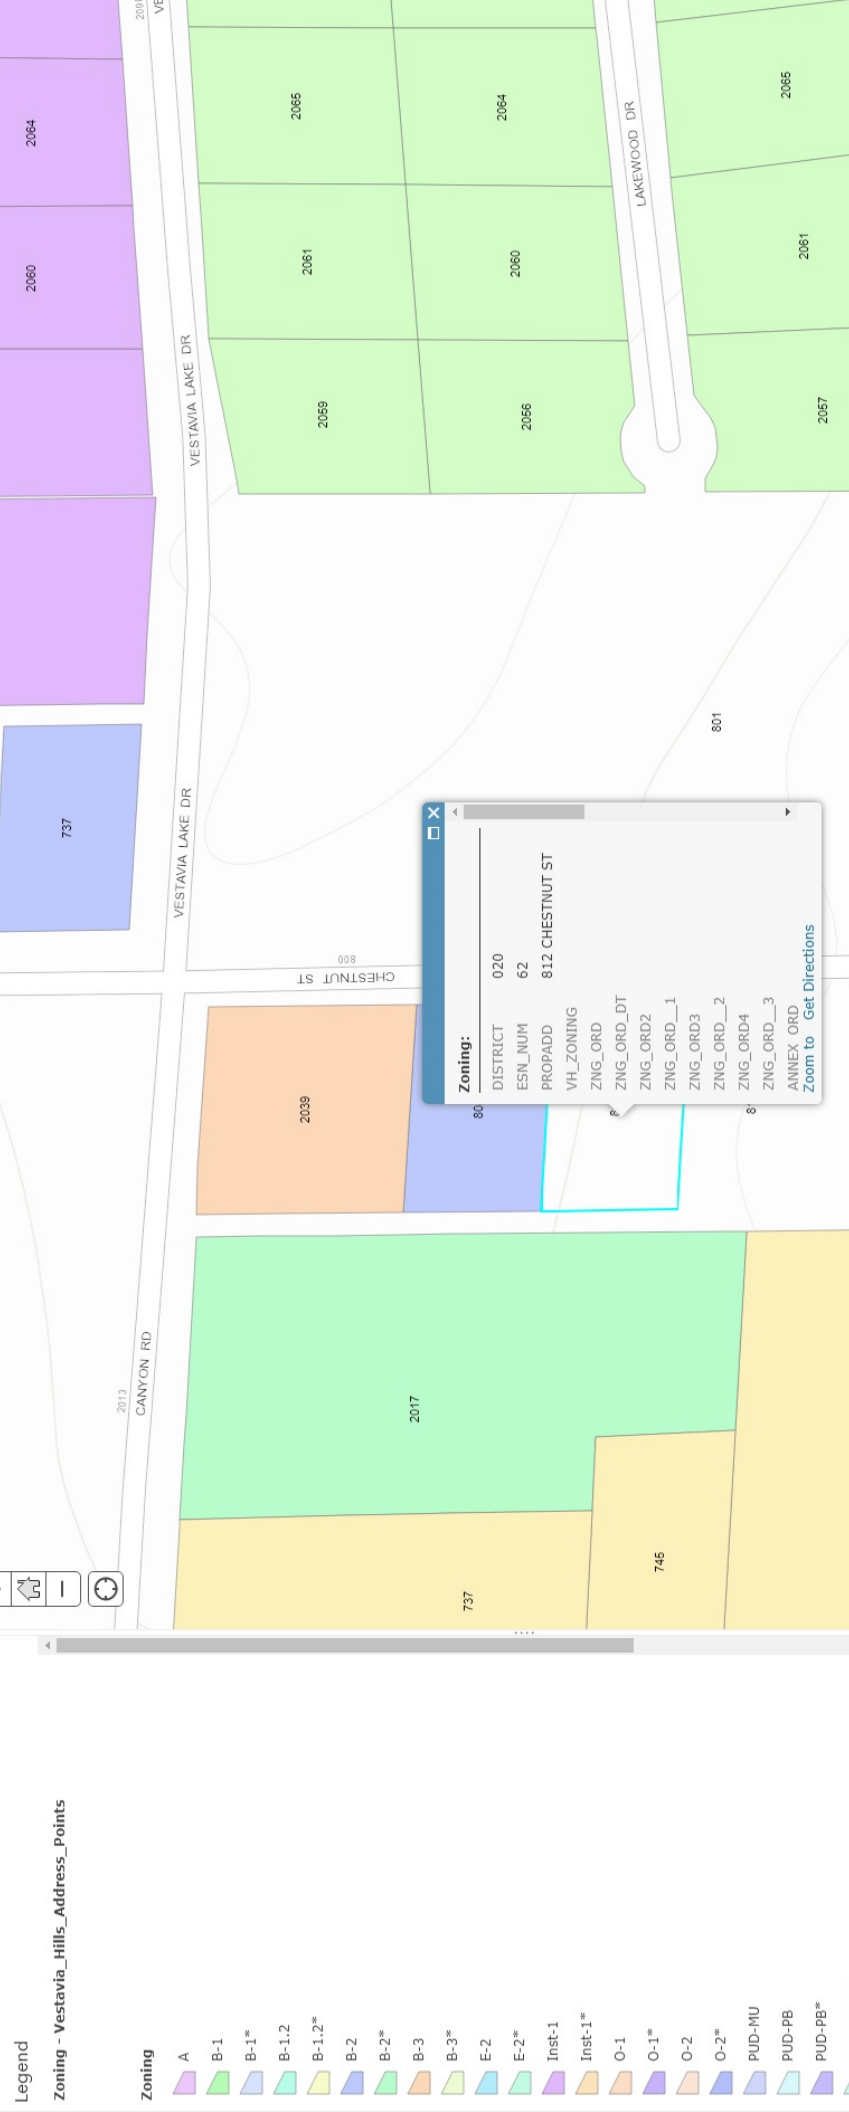 Legend
Zoning - Vestavia_Hills_Address_Points
Zoning
A
B-1
B-1*
B-1.2
B-1.2*
B-2
B-2*
B-3
B-3*
E-2
E-2*
Inst-1
Inst-1*
O-1
O-1*
O-2
O-2*
PUD-MU
PUD-PB
PUD-PB*
2064
2060
737
VESTAVIA LAKE DR
VESTAVIA LAKE DR
2065
2064
2061
2060
2059
2056
LAKEWOOD DR
2065
2061
2057
801
CHESTNUT ST
800
2039
80
CANYON RD
2013
2017
737
745
Zoning:
DISTRICT 020
ESN_NUM 62
PROPADD 812 CHESTNUT ST
VH_ZONING
ZNG_ORD
ZNG_ORD_DT
ZNG_ORD2
ZNG_ORD__1
ZNG_ORD3
ZNG_ORD__2
ZNG_ORD4
ZNG_ORD__3
ANNEX_ORD
Zoom to Get Directions